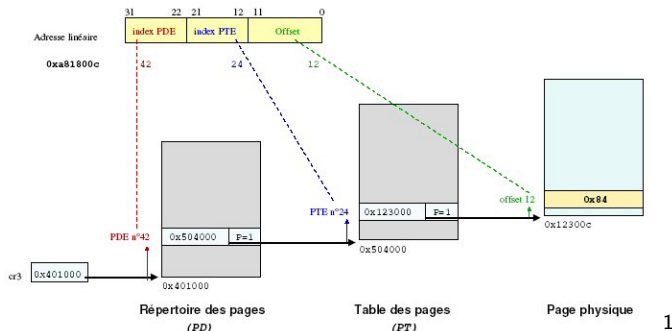 31 22 21 12 11 0
index PDE index PTE Offset
Adresse linéaire
0xa81800c 42 24 12
PDE n°42 0x504000 P=1
PTE n°24 0x123000 P=1
offset 12 0x84
0x12300c
0x504000
cr3 0x401000
0x401000
Répertoire des pages Table des pages Page physique
(PD) (PT)
1